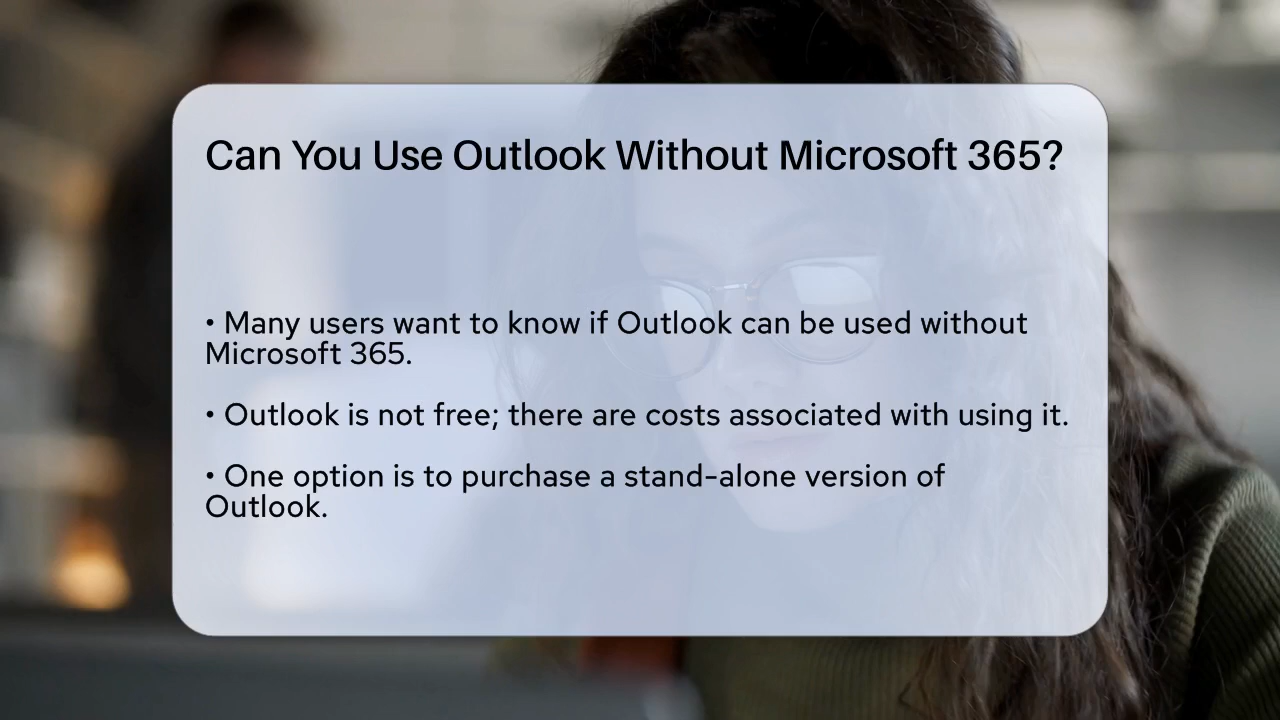 Can You Use Outlook Without Microsoft 365?
• Many users want to know if Outlook can be used without
Microsoft 365.
• Outlook is not free; there are costs associated with using it.
• One option is to purchase a stand-alone version of
Outlook.